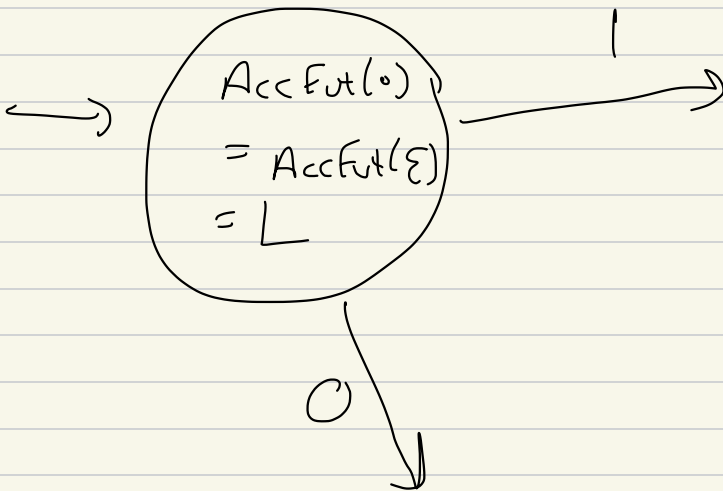 1
AccFut(0)
= AccFut(ε)
= L
0